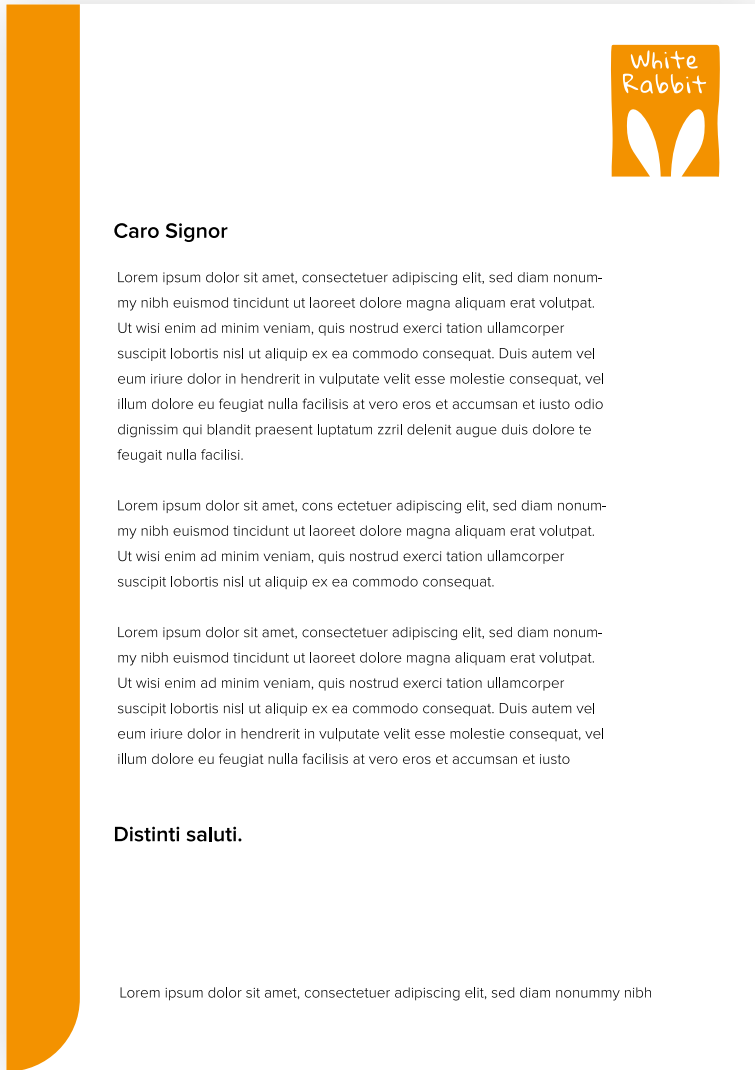 White
Rabbit
Caro Signor
Lorem ipsum dolor sit amet, consectetuer adipiscing elit, sed diam nonum-
my nibh euismod tincidunt ut laoreet dolore magna aliquam erat volutpat.
Ut wisi enim ad minim veniam, quis nostrud exerci tation ullamcorper
suscipit lobortis nisl ut aliquip ex ea commodo consequat. Duis autem vel
eum iriure dolor in hendrerit in vulputate velit esse molestie consequat, vel
illum dolore eu feugiat nulla facilisis at vero eros et accumsan et iusto odio
dignissim qui blandit praesent luptatum zzril delenit augue duis dolore te
feugait nulla facilisi.
Lorem ipsum dolor sit amet, cons ectetuer adipiscing elit, sed diam nonum-
my nibh euismod tincidunt ut laoreet dolore magna aliquam erat volutpat.
Ut wisi enim ad minim veniam, quis nostrud exerci tation ullamcorper
suscipit lobortis nisl ut aliquip ex ea commodo consequat.
Lorem ipsum dolor sit amet, consectetuer adipiscing elit, sed diam nonum-
my nibh euismod tincidunt ut laoreet dolore magna aliquam erat volutpat.
Ut wisi enim ad minim veniam, quis nostrud exerci tation ullamcorper
suscipit lobortis nisl ut aliquip ex ea commodo consequat. Duis autem vel
eum iriure dolor in hendrerit in vulputate velit esse molestie consequat, vel
illum dolore eu feugiat nulla facilisis at vero eros et accumsan et iusto
Distinti saluti.
Lorem ipsum dolor sit amet, consectetuer adipiscing elit, sed diam nonummy nibh